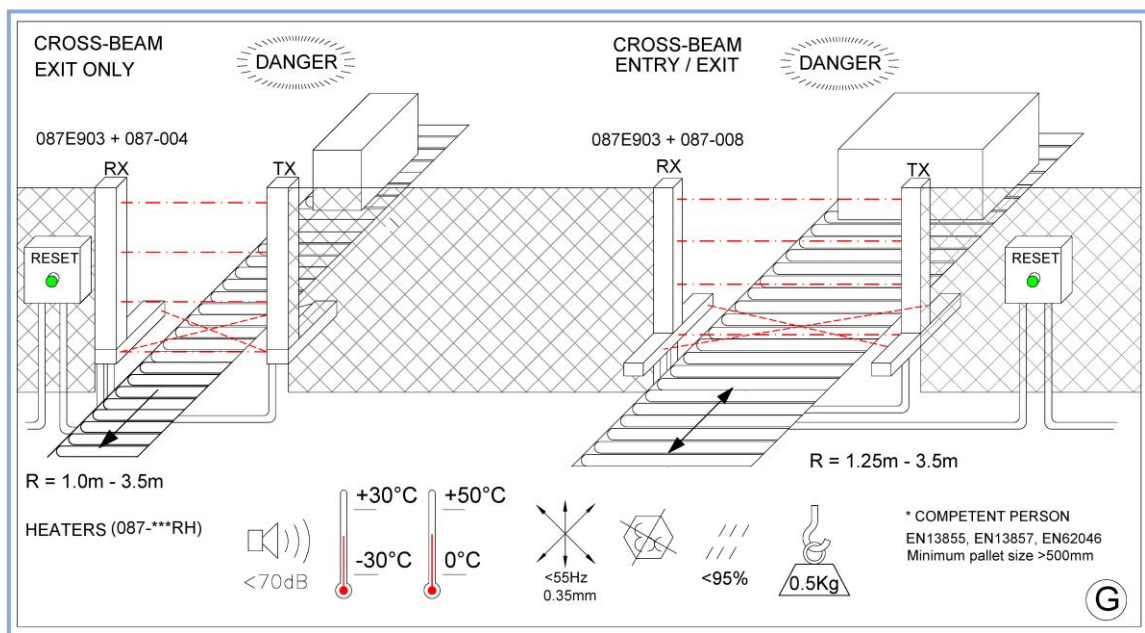 CROSS-BEAM
EXIT ONLY
DANGER
087E903 + 087-004
RX
TX
RESET
R = 1.0m - 3.5m
CROSS-BEAM
ENTRY / EXIT
DANGER
087E903 + 087-008
RX
TX
RESET
R = 1.25m - 3.5m
HEATERS (087-***RH)
<70dB
+30°C
-30°C
+50°C
0°C
<55Hz
0.35mm
<95%
0.5Kg
* COMPETENT PERSON
EN13855, EN13857, EN62046
Minimum pallet size >500mm
G